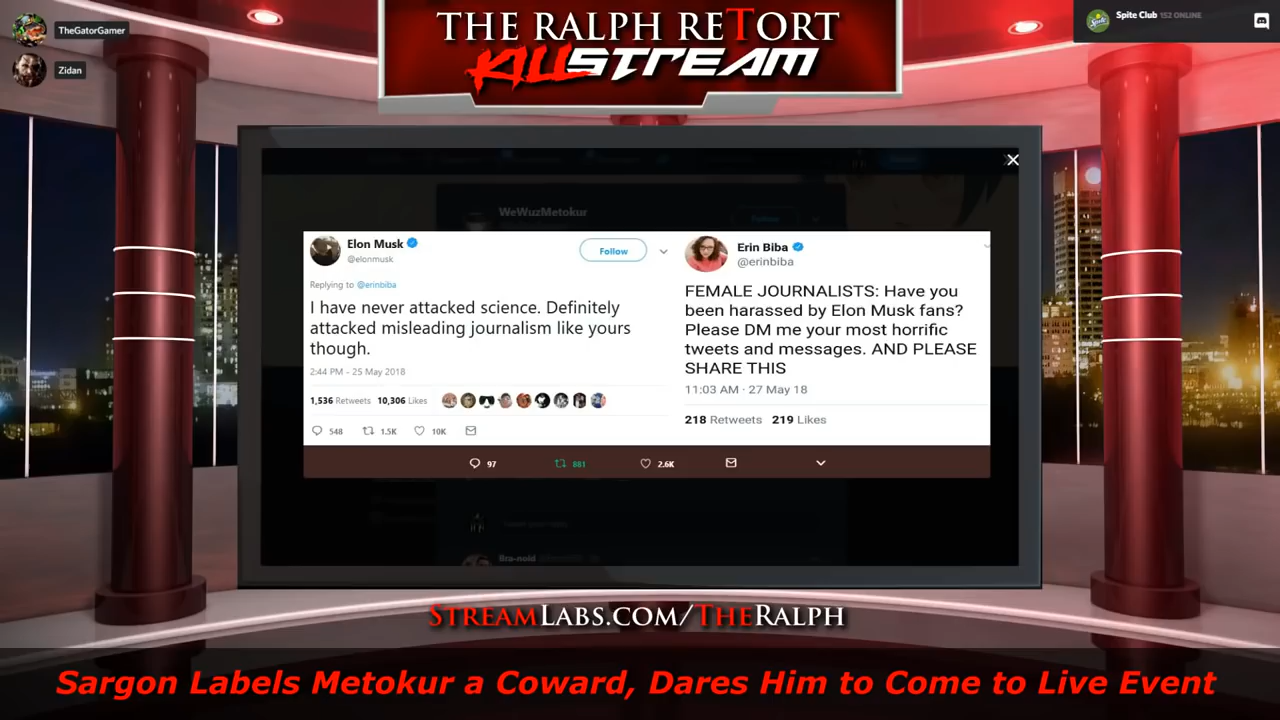 TheGatorGamer
Zidan
THE RALPH RETORT
KILLSTREAM
Spite Club 152 ONLINE
WeWuzMetokur
Follow
Elon Musk
@elonmusk
Follow
Replying to @erinbiba
I have never attacked science. Definitely
attacked misleading journalism like yours
though.
2:44 PM - 25 May 2018
1,536 Retweets 10,306 Likes
548 1.5K 10K
Erin Biba
@erinbiba
FEMALE JOURNALISTS: Have you
been harassed by Elon Musk fans?
Please DM me your most horrific
tweets and messages. AND PLEASE
SHARE THIS
11:03 AM · 27 May 18
218 Retweets 219 Likes
97 881 2.6K
Bra-noid
STREAMLABS.COM/THERALPH
Sargon Labels Metokur a Coward, Dares Him to Come to Live Event